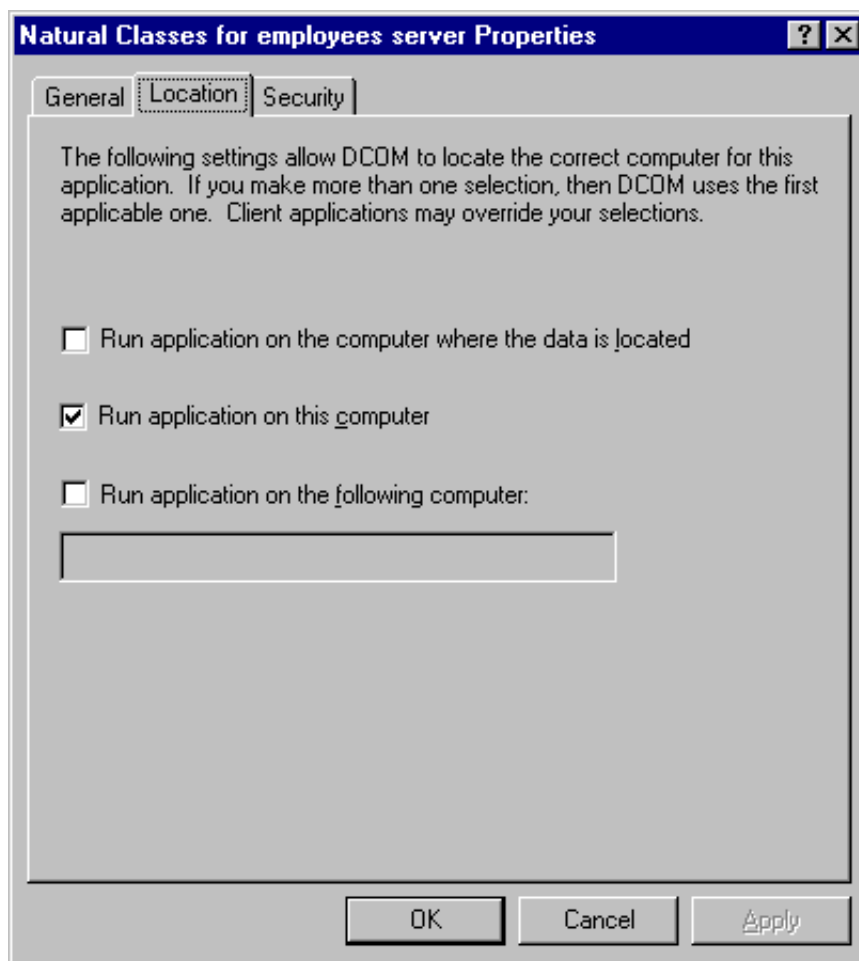 Natural Classes for employees server Properties
General Location Security
The following settings allow DCOM to locate the correct computer for this
application. If you make more than one selection, then DCOM uses the first
applicable one. Client applications may override your selections.
Run application on the computer where the data is located
Run application on this computer
Run application on the following computer:
OK Cancel Apply